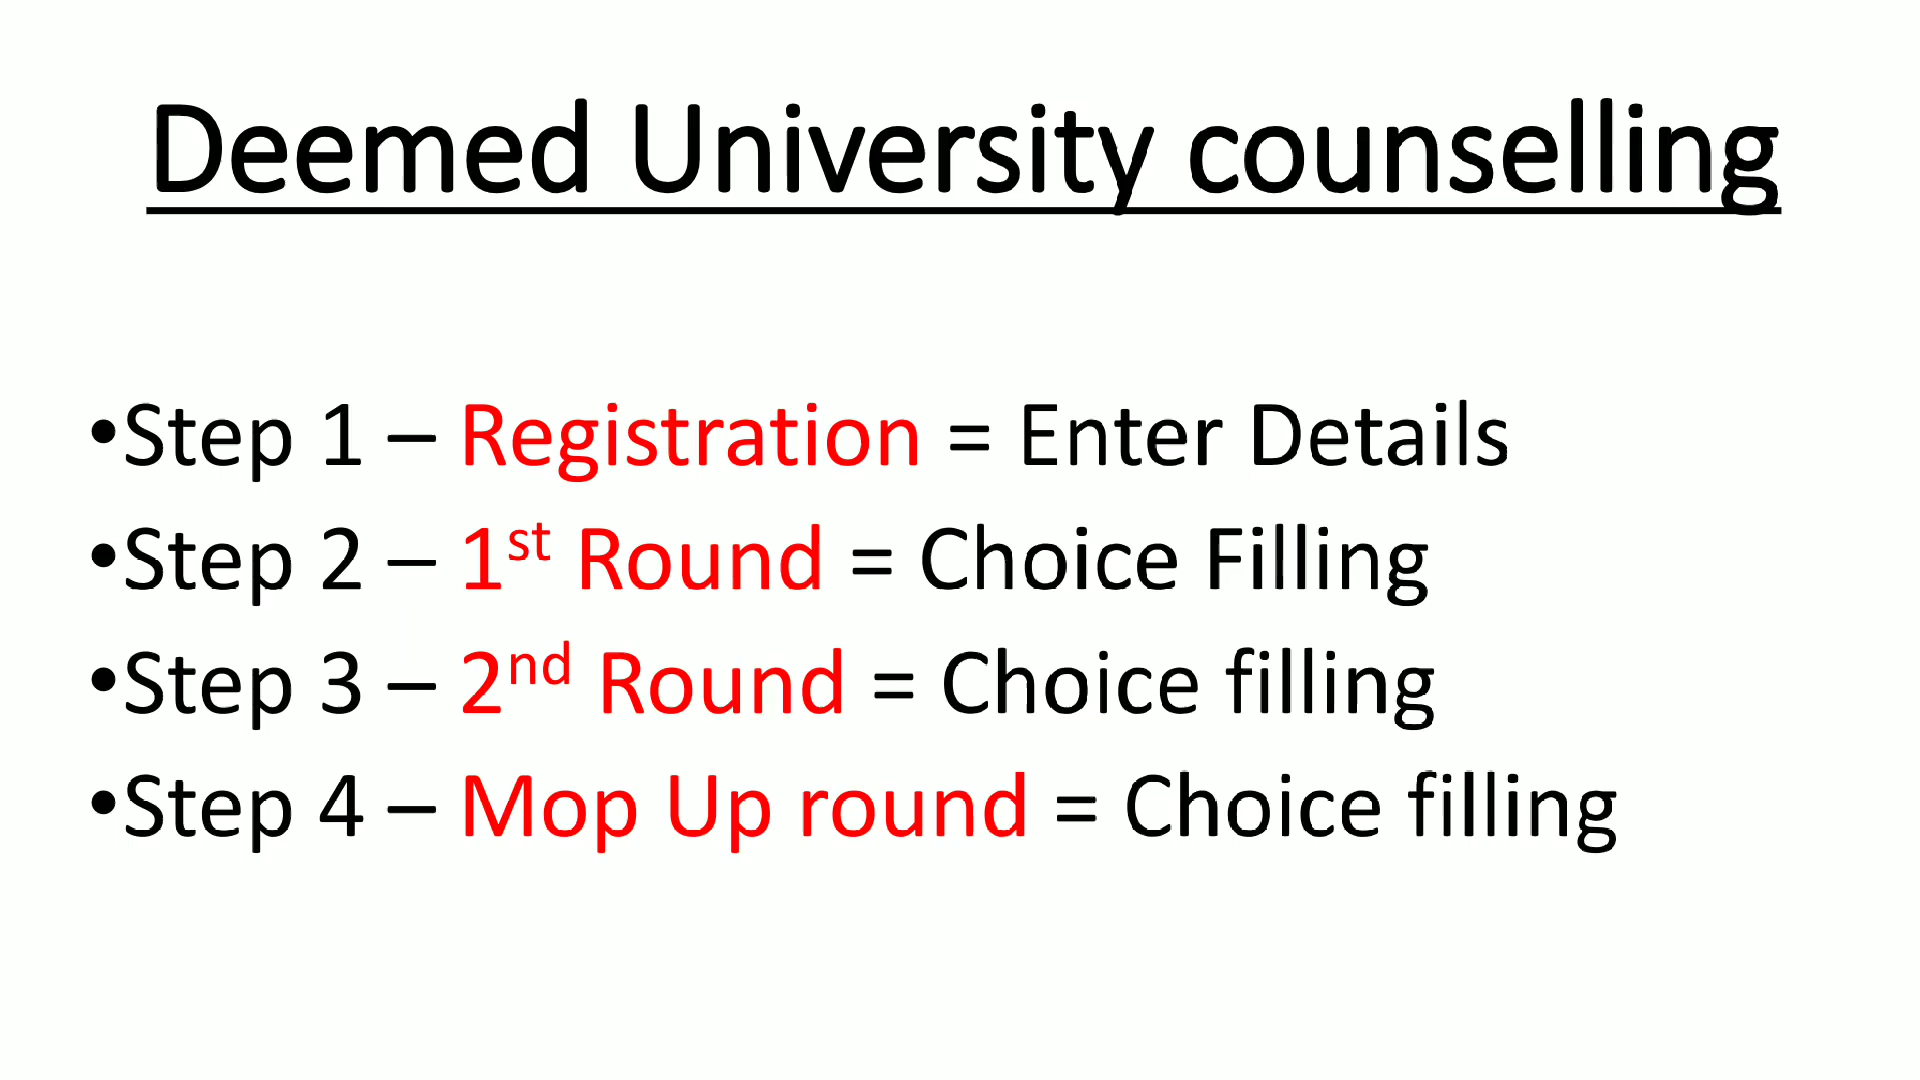 Deemed University counselling
•Step 1 – Registration = Enter Details
•Step 2 – 1st Round = Choice Filling
•Step 3 – 2nd Round = Choice filling
•Step 4 – Mop Up round = Choice filling